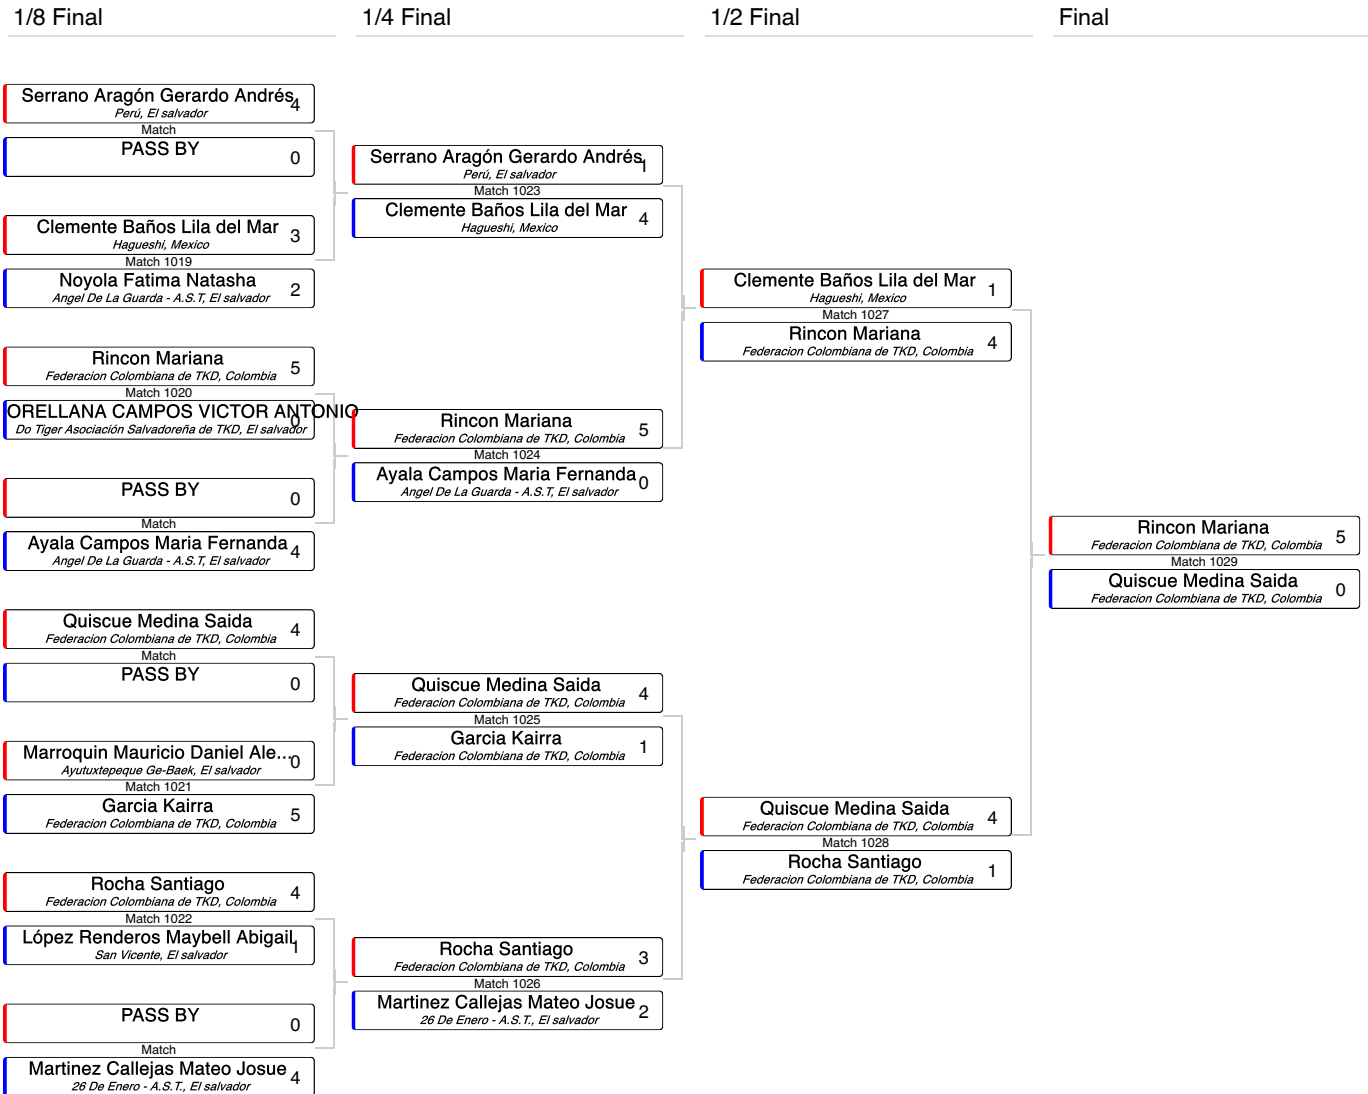 1/8 Final
1/4 Final
1/2 Final
Final
Serrano Aragón Gerardo Andrés 4
Perú, El salvador
Match
PASS BY 0
Clemente Baños Lila del Mar 3
Hagueshi, Mexico
Match 1019
Noyola Fatima Natasha 2
Angel De La Guarda - A.S.T, El salvador
Rincon Mariana 5
Federacion Colombiana de TKD, Colombia
Match 1020
ORELLANA CAMPOS VICTOR ANTONIO 0
Do Tiger Asociación Salvadoreña de TKD, El salvador
PASS BY 0
Match
Ayala Campos Maria Fernanda 4
Angel De La Guarda - A.S.T, El salvador
Quiscue Medina Saida 4
Federacion Colombiana de TKD, Colombia
Match
PASS BY 0
Marroquin Mauricio Daniel Ale... 0
Ayutuxtepeque Ge-Baek, El salvador
Match 1021
Garcia Kairra 5
Federacion Colombiana de TKD, Colombia
Rocha Santiago 4
Federacion Colombiana de TKD, Colombia
Match 1022
López Renderos Maybell Abigail 1
San Vicente, El salvador
PASS BY 0
Match
Martinez Callejas Mateo Josue 4
26 De Enero - A.S.T., El salvador
Serrano Aragón Gerardo Andrés 1
Perú, El salvador
Match 1023
Clemente Baños Lila del Mar 4
Hagueshi, Mexico
Rincon Mariana 5
Federacion Colombiana de TKD, Colombia
Match 1024
Ayala Campos Maria Fernanda 0
Angel De La Guarda - A.S.T, El salvador
Quiscue Medina Saida 4
Federacion Colombiana de TKD, Colombia
Match 1025
Garcia Kairra 1
Federacion Colombiana de TKD, Colombia
Rocha Santiago 3
Federacion Colombiana de TKD, Colombia
Match 1026
Martinez Callejas Mateo Josue 2
26 De Enero - A.S.T., El salvador
Clemente Baños Lila del Mar 1
Hagueshi, Mexico
Match 1027
Rincon Mariana 4
Federacion Colombiana de TKD, Colombia
Quiscue Medina Saida 4
Federacion Colombiana de TKD, Colombia
Match 1028
Rocha Santiago 1
Federacion Colombiana de TKD, Colombia
Rincon Mariana 5
Federacion Colombiana de TKD, Colombia
Match 1029
Quiscue Medina Saida 0
Federacion Colombiana de TKD, Colombia